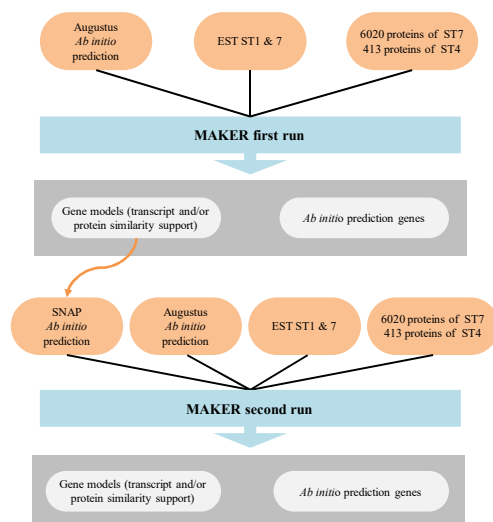 Augustus
Ab initio
prediction
EST ST1 & 7
6020 proteins of ST7
413 proteins of ST4
MAKER first run
Gene models (transcript and/or
protein similarity support)
Ab initio prediction genes
SNAP
Ab initio
prediction
Augustus
Ab initio
prediction
EST ST1 & 7
6020 proteins of ST7
413 proteins of ST4
MAKER second run
Gene models (transcript and/or
protein similarity support)
Ab initio prediction genes